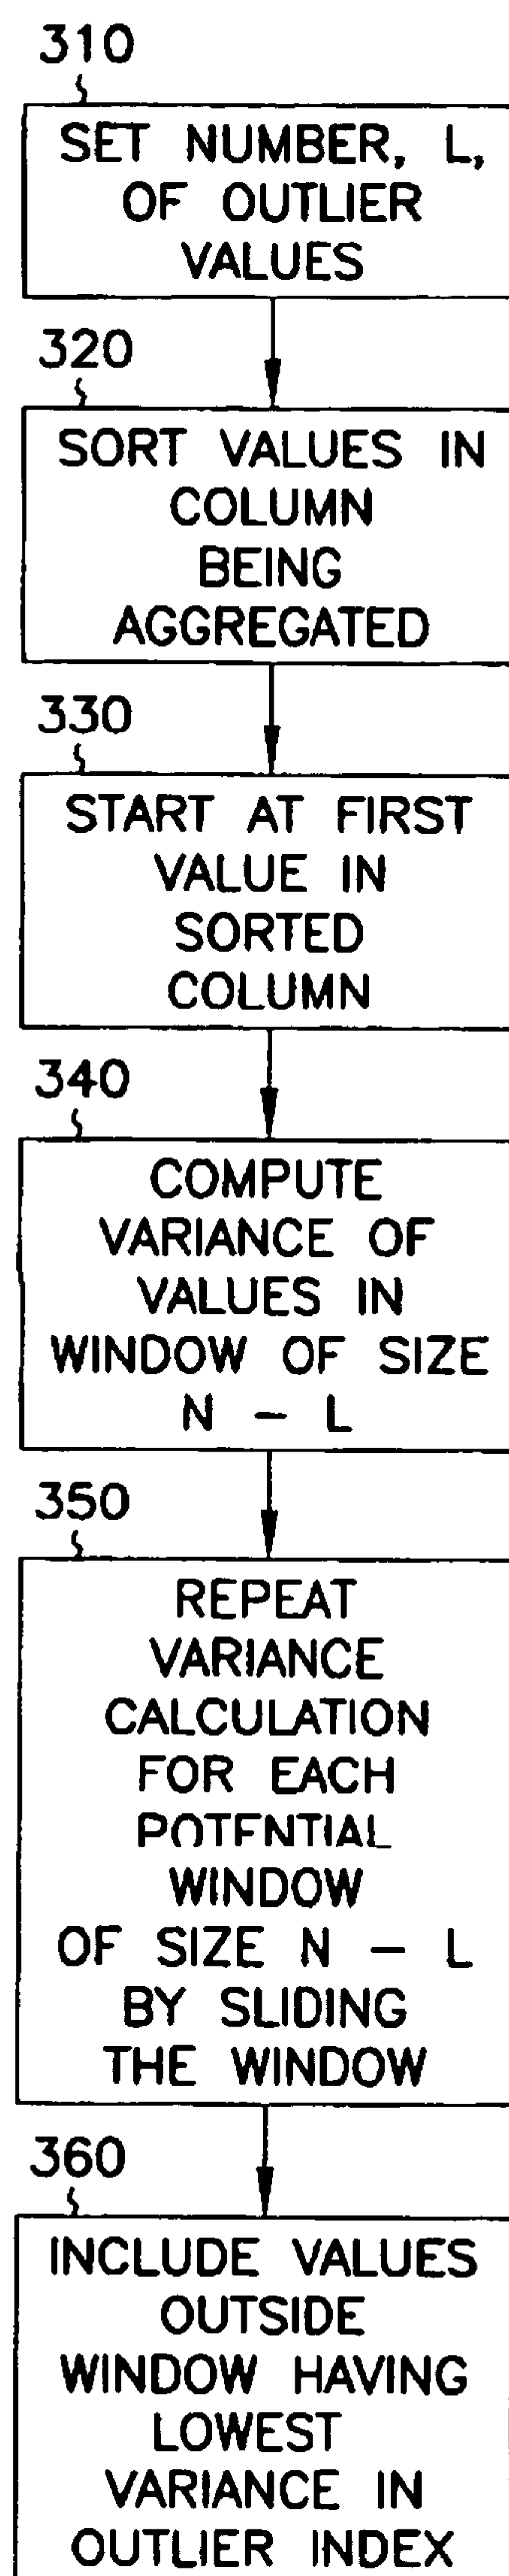 310
SET NUMBER, L,
OF OUTLIER
VALUES
320
SORT VALUES IN
COLUMN
BEING
AGGREGATED
330
START AT FIRST
VALUE IN
SORTED
COLUMN
340
COMPUTE
VARIANCE OF
VALUES IN
WINDOW OF SIZE
N - L
350
REPEAT
VARIANCE
CALCULATION
FOR EACH
POTENTIAL
WINDOW
OF SIZE N - L
BY SLIDING
THE WINDOW
360
INCLUDE VALUES
OUTSIDE
WINDOW HAVING
LOWEST
VARIANCE IN
OUTLIER INDEX